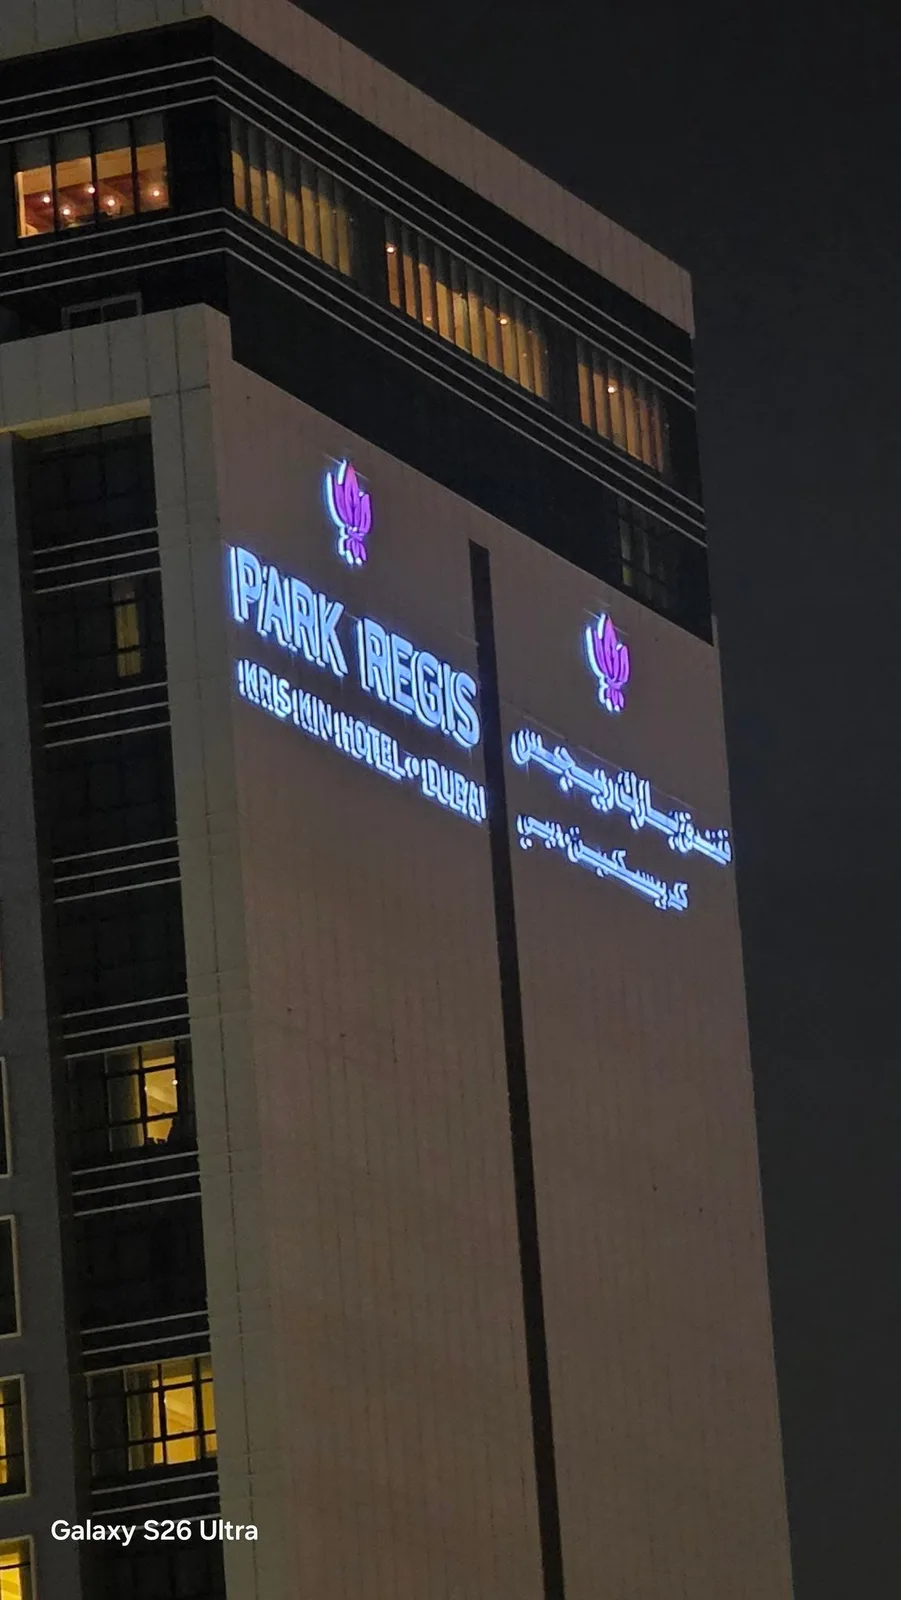 PARK REGIS
KRIS KIN HOTEL • DUBAI
فندق بارك ريجيس
كريسكين، دبي
Galaxy S26 Ultra